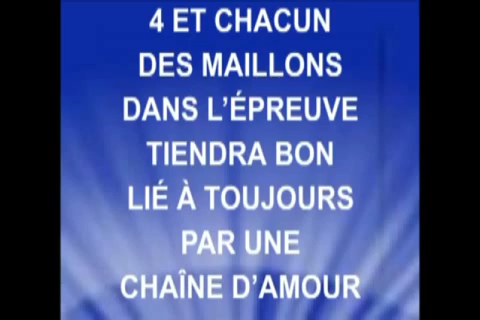 4 ET CHACUN
DES MAILLONS
DANS L'ÉPREUVE
TIENDRA BON
LIÉ À TOUJOURS
PAR UNE
CHAÎNE D'AMOUR